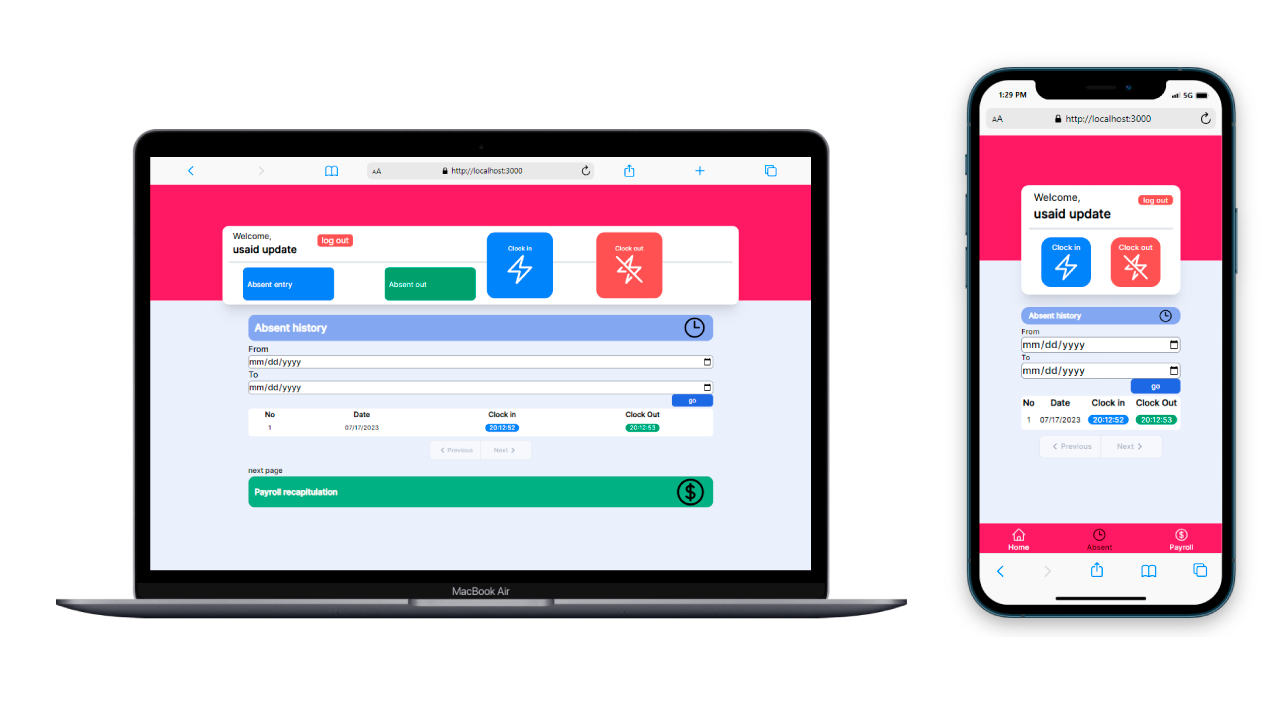 AA http://localhost:3000
Welcome,
usaid update
log out
Clock in
Clock out
Absent entry
Absent out
Absent history
From
mm/dd/yyyy
To
mm/dd/yyyy
go
No Date Clock in Clock Out
1 07/17/2023 20:12:52 20:12:53
Previous Next
next page
Payroll recapitulation
MacBook Air
1:29 PM 5G
AA http://localhost:3000
Welcome,
log out
usaid update
Clock in Clock out
Absent history
From
mm/dd/yyyy
To
mm/dd/yyyy
go
No Date Clock in Clock Out
1 07/17/2023 20:12:52 20:12:53
Previous Next
Home Absent Payroll